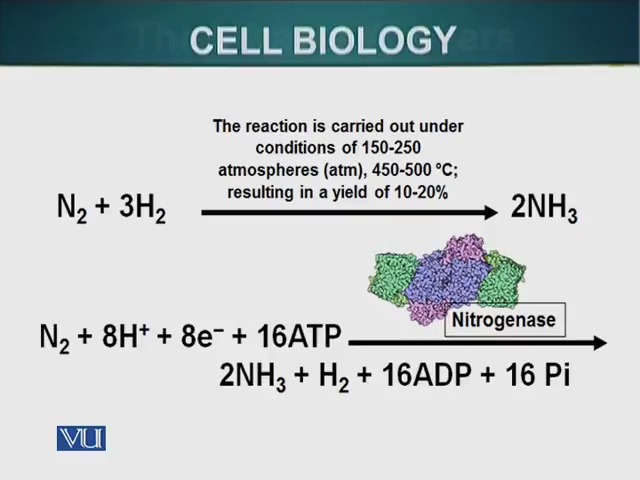 CELL BIOLOGY
The reaction is carried out under
conditions of 150-250
atmospheres (atm), 450-500 ºC;
resulting in a yield of 10-20%
N₂ + 3H₂ 2NH₃
Nitrogenase
N₂ + 8H⁺ + 8e⁻ + 16ATP
2NH₃ + H₂ + 16ADP + 16 Pi
VU